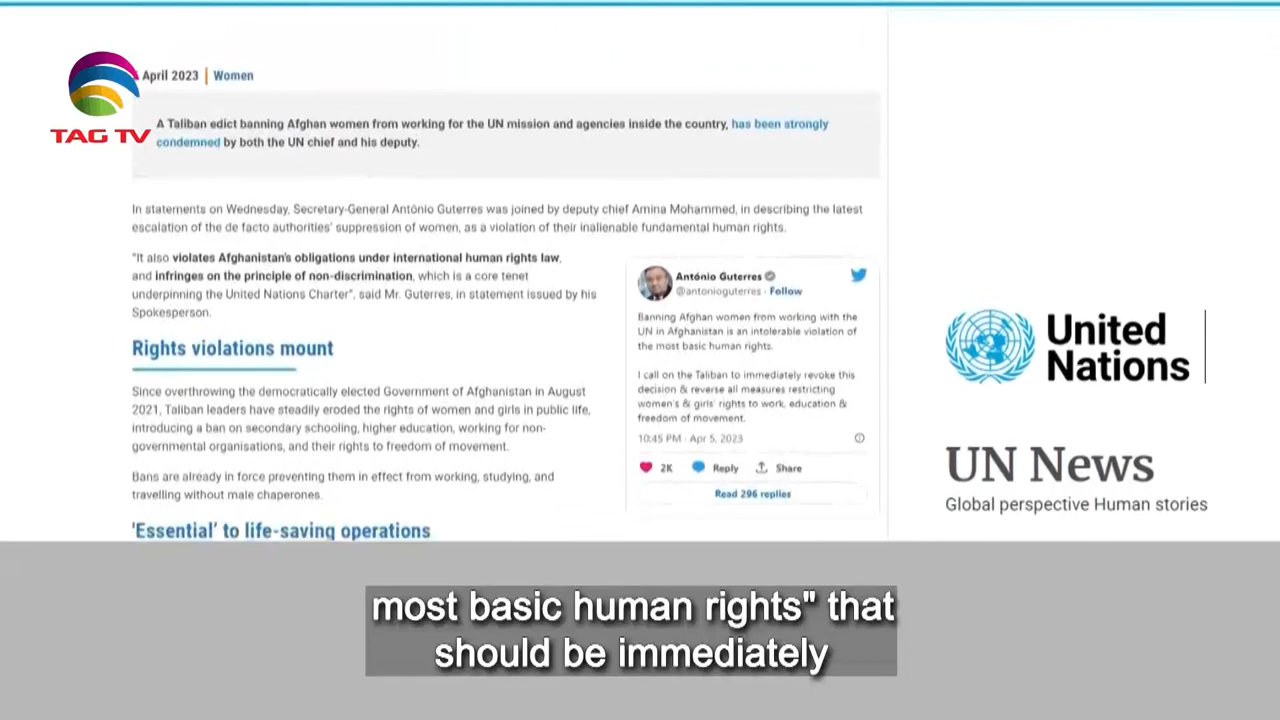 TAG TV
April 2023 | Women
A Taliban edict banning Afghan women from working for the UN mission and agencies inside the country, has been strongly
condemned by both the UN chief and his deputy.
In statements on Wednesday, Secretary-General António Guterres was joined by deputy chief Amina Mohammed, in describing the latest
escalation of the de facto authorities' suppression of women, as a violation of their inalienable fundamental human rights.
"It also violates Afghanistan's obligations under international human rights law,
and infringes on the principle of non-discrimination, which is a core tenet
underpinning the United Nations Charter", said Mr. Guterres, in statement issued by his
Spokesperson.
Rights violations mount
Since overthrowing the democratically elected Government of Afghanistan in August
2021, Taliban leaders have steadily eroded the rights of women and girls in public life,
introducing a ban on secondary schooling, higher education, working for non-
governmental organisations, and their rights to freedom of movement.
Bans are already in force preventing them in effect from working, studying, and
travelling without male chaperones.
'Essential' to life-saving operations
António Guterres
@antonioguterres · Follow
Banning Afghan women from working with the
UN in Afghanistan is an intolerable violation of
the most basic human rights.
I call on the Taliban to immediately revoke this
decision & reverse all measures restricting
women's & girls' rights to work, education &
freedom of movement.
10:45 PM · Apr 5, 2023
2K Reply Share
Read 296 replies
United
Nations
UN News
Global perspective Human stories
most basic human rights" that
should be immediately